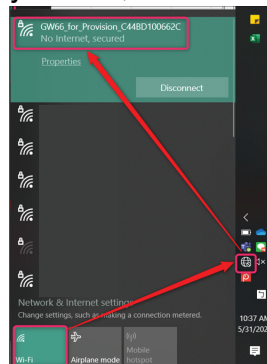 GW66_for_Provision_C44BD100662C
No Internet, secured
Properties
Disconnect
Network & Internet settings
Change settings, such as making a connection metered.
Wi-Fi
Airplane mode
Mobile
hotspot
10:37 AM
5/31/202